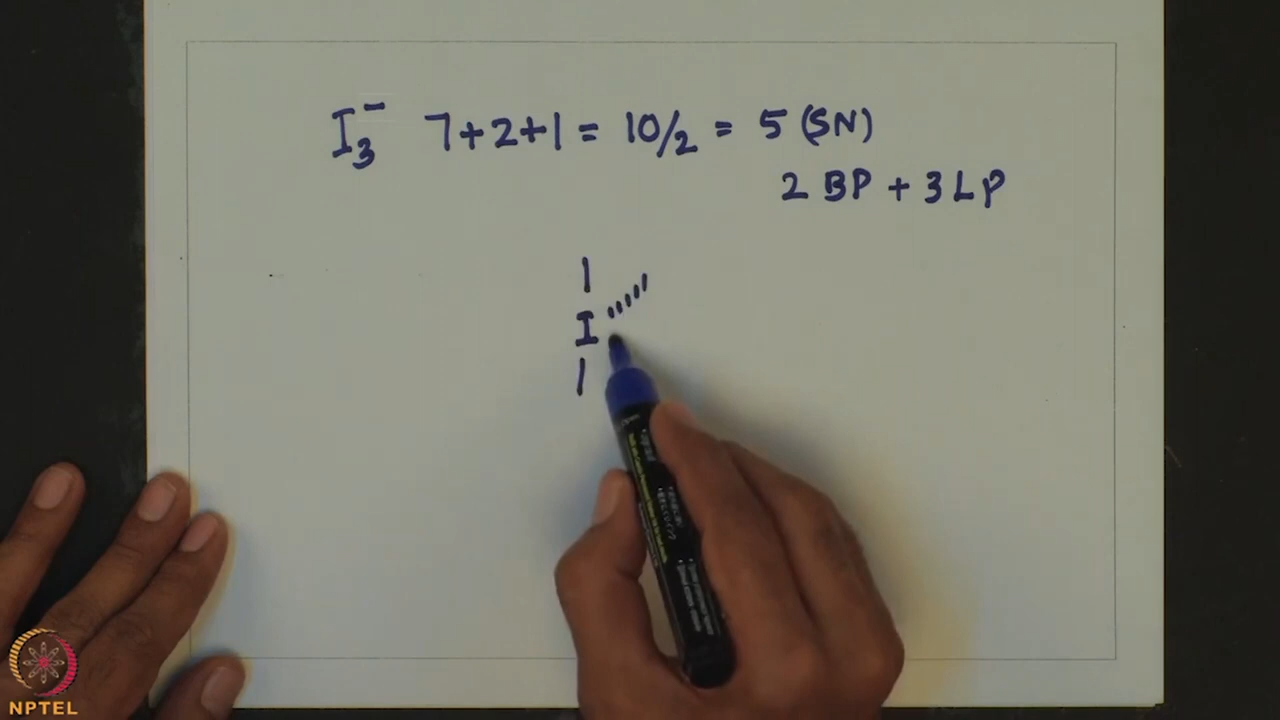 I₃⁻ 7+2+1 = 10/2 = 5 (SN)
2 BP + 3 LP
I
NPTEL